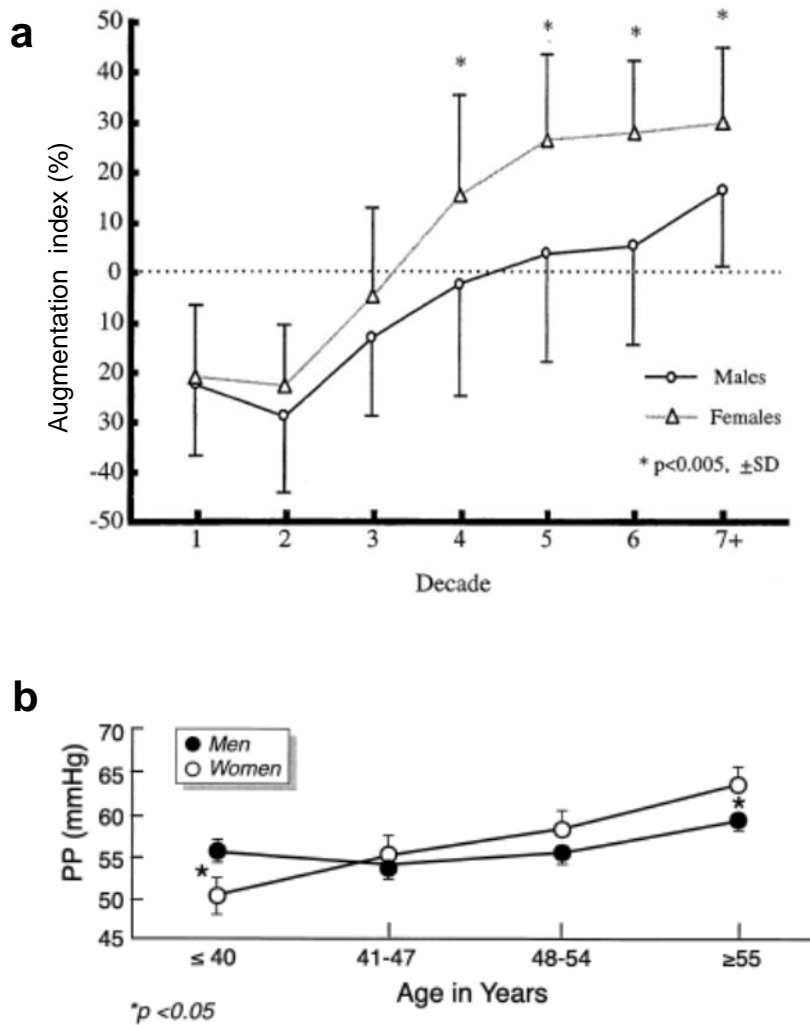 a
Augmentation index (%)
50
40
30
20
10
0
10
20
30
-40
-50
* * * *
Males
Females
* p<0.005, ±SD
1 2 3 4 5 6 7+
Decade
b
PP (mmHg)
70
65
60
55
50
45
Men
Women
*
*
≤ 40 41-47 48-54 ≥55
Age in Years
*p <0.05